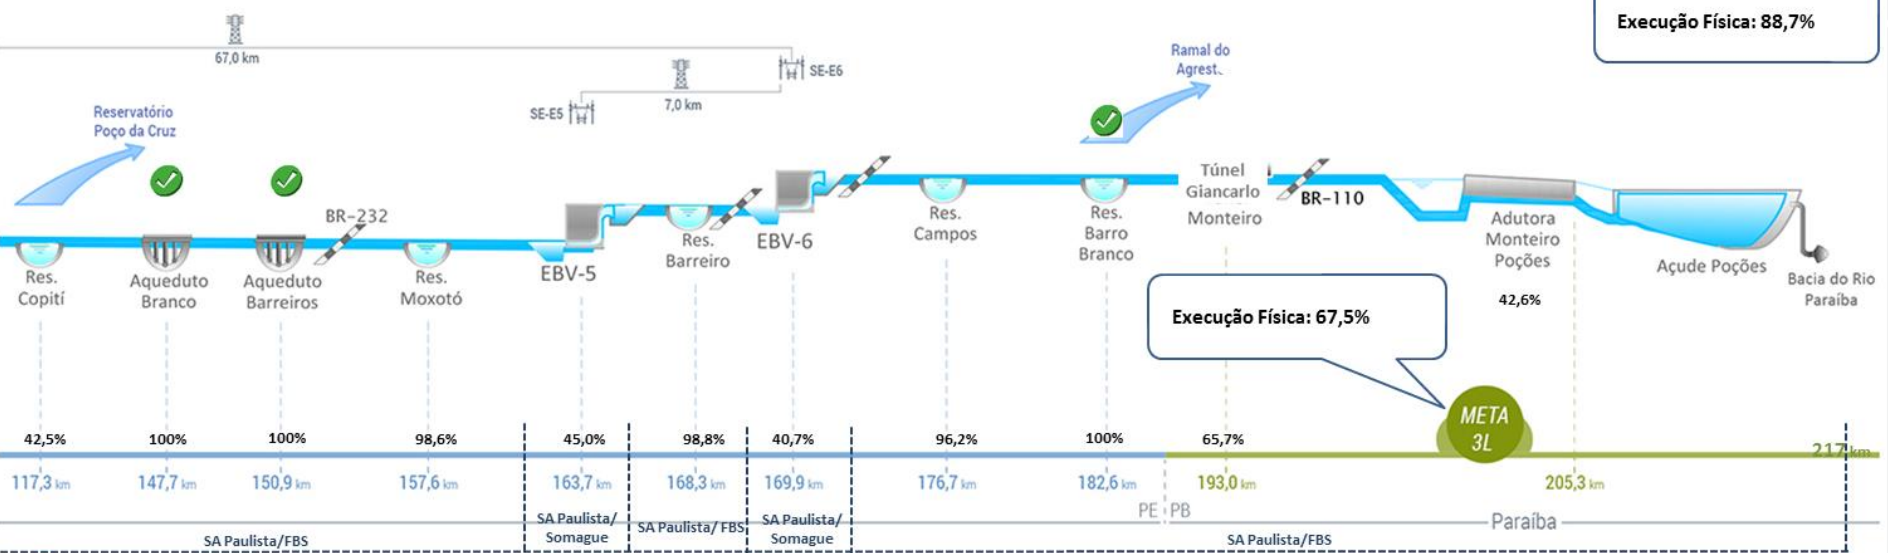 Execução Física: 88,7%
67,0 km
SE-E6
Ramal do
Agrest.
7,0 km
SE-E5
Reservatório
Poço da Cruz
BR-232
BR-110
Túnel
Giancarlo
Monteiro
Res.
Copití
Aqueduto
Branco
Aqueduto
Barreiros
Res.
Moxotó
EBV-5
Res.
Barreiro
EBV-6
Res.
Campos
Res.
Barro
Branco
Adutora
Monteiro
Poções
42,6%
Açude Poções
Bacia do Rio
Paraíba
Execução Física: 67,5%
META
3L
42,5%
100%
100%
98,6%
45,0%
98,8%
40,7%
96,2%
100%
65,7%
217 km
117,3 km
147,7 km
150,9 km
157,6 km
163,7 km
168,3 km
169,9 km
176,7 km
182,6 km
193,0 km
205,3 km
PE PB
Paraíba
SA Paulista/FBS
SA Paulista/
Somague
SA Paulista/ FBS
SA Paulista/
Somague
SA Paulista/FBS